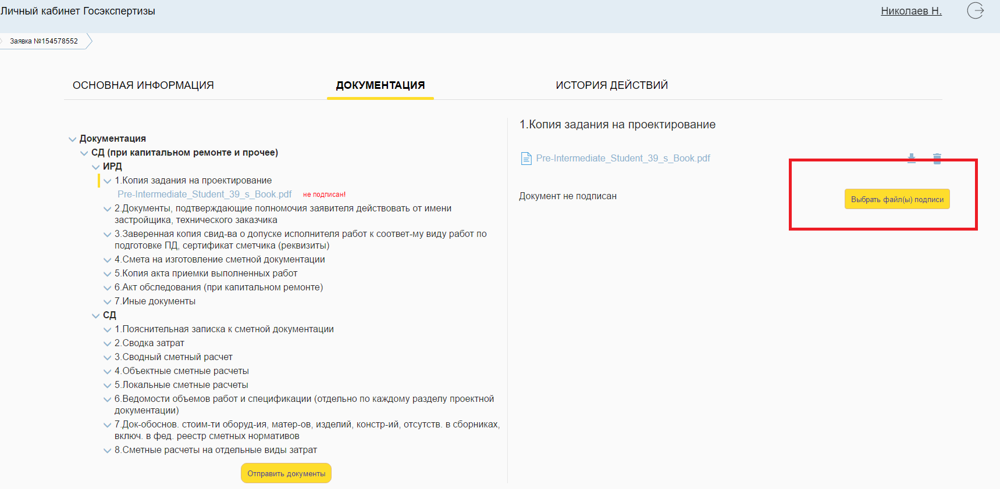 Личный кабинет Госэкспертизы
Николаев Н.
Заявка №154578552
ОСНОВНАЯ ИНФОРМАЦИЯ
ДОКУМЕНТАЦИЯ
ИСТОРИЯ ДЕЙСТВИЙ
Документация
СД (при капитальном ремонте и прочее)
ИРД
1.Копия задания на проектирование
Pre-Intermediate_Student_39_s_Book.pdf не подписан!
2.Документы, подтверждающие полномочия заявителя действовать от имени
застройщика, технического заказчика
3.Заверенная копия свид-ва о допуске исполнителя работ к соответ-му виду работ по
подготовке ПД, сертификат сметчика (реквизиты)
4.Смета на изготовление сметной документации
5.Копия акта приемки выполненных работ
6.Акт обследования (при капитальном ремонте)
7.Иные документы
СД
1.Пояснительная записка к сметной документации
2.Сводка затрат
3.Сводный сметный расчет
4.Объектные сметные расчеты
5.Локальные сметные расчеты
6.Ведомости объемов работ и спецификации (отдельно по каждому разделу проектной
документации)
7.Док-обоснов. стоим-ти оборуд-ия, матер-ов, изделий, констр-ий, отсутств. в сборниках,
включ. в фед. реестр сметных нормативов
8.Сметные расчеты на отдельные виды затрат
Отправить документы
1.Копия задания на проектирование
Pre-Intermediate_Student_39_s_Book.pdf
Документ не подписан
Выбрать файл(ы) подписи